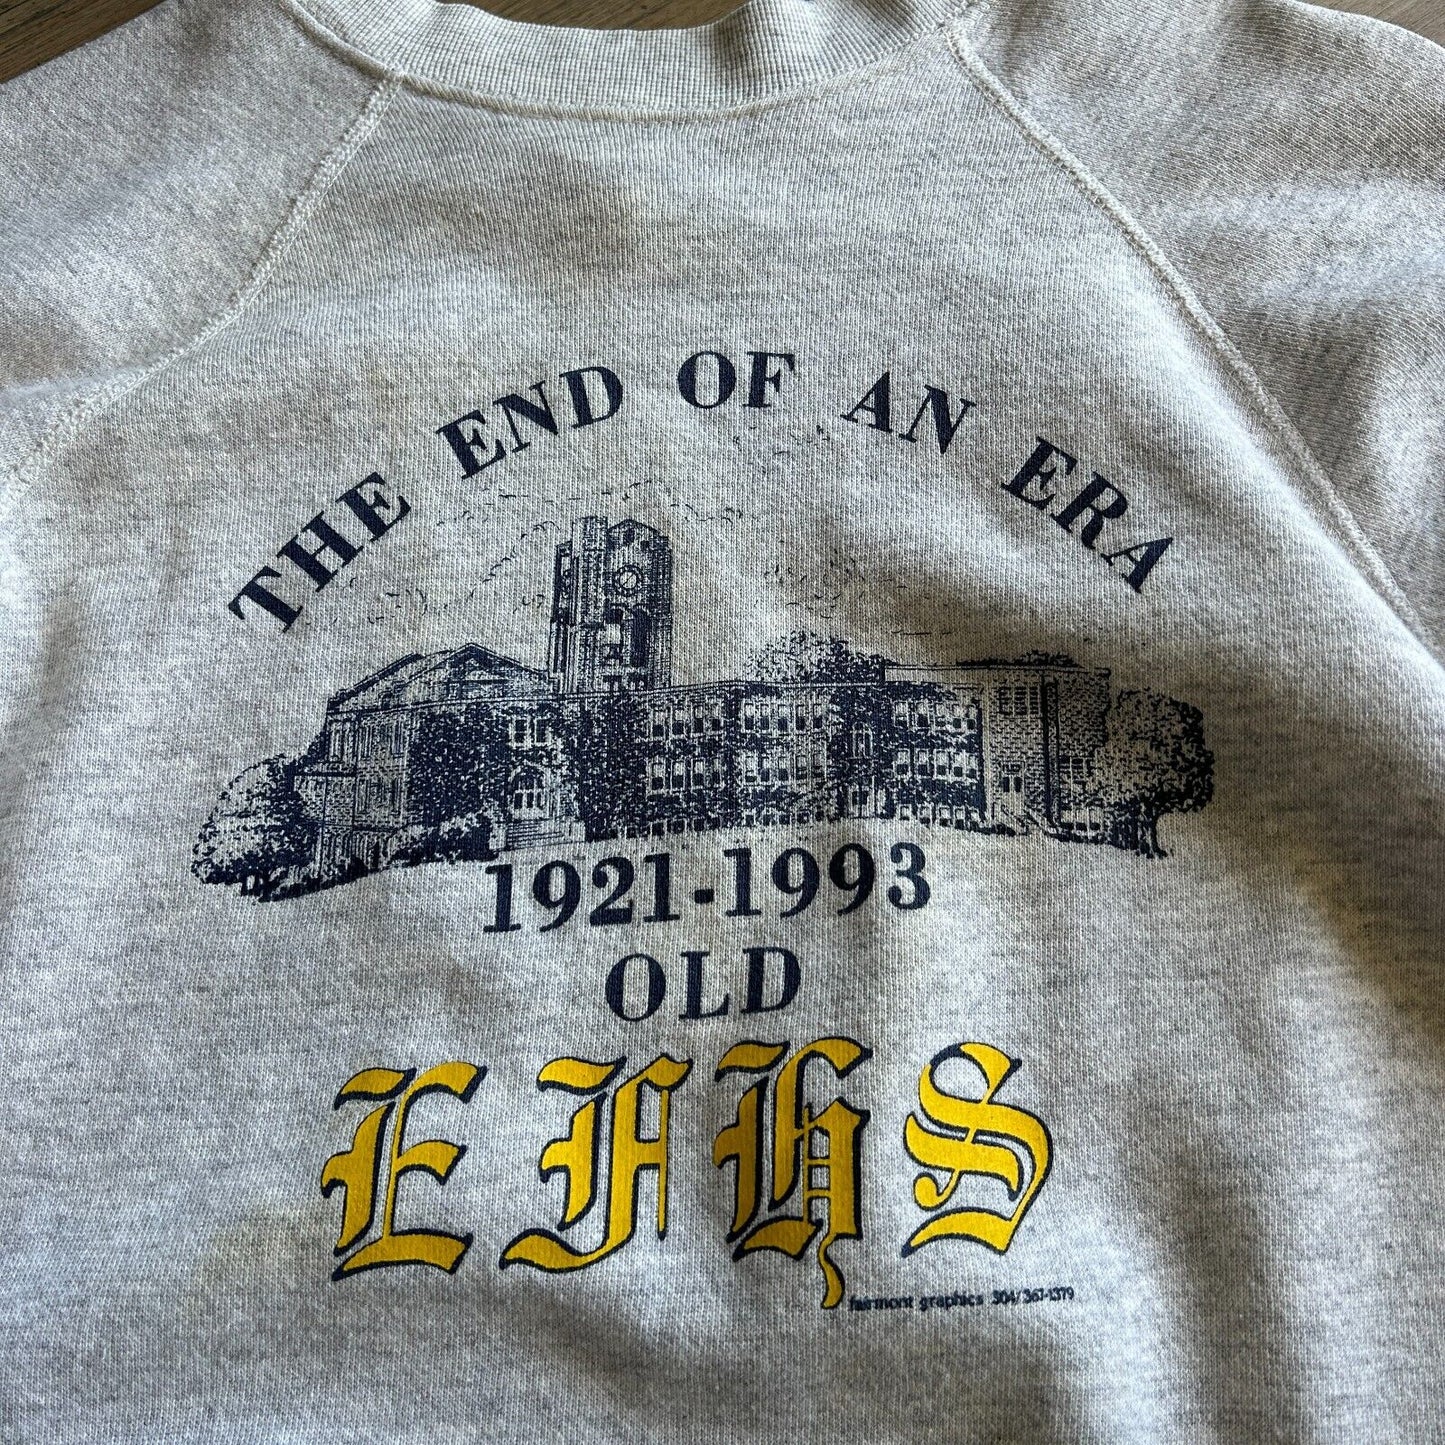 THE END OF AN ERA
1921-1993
OLD
EFHS
fairmont graphics 304/367-1379